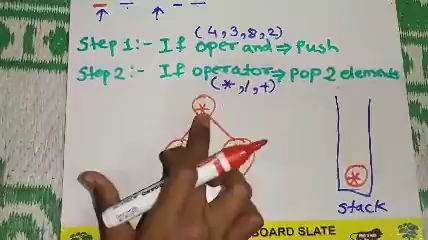 (4,3,8,2)
Step 1:- If operand⇒ Push
Step 2:- If operator⇒ pop 2 elements
(*,/,+)
*
*
stack
BOARD SLATE